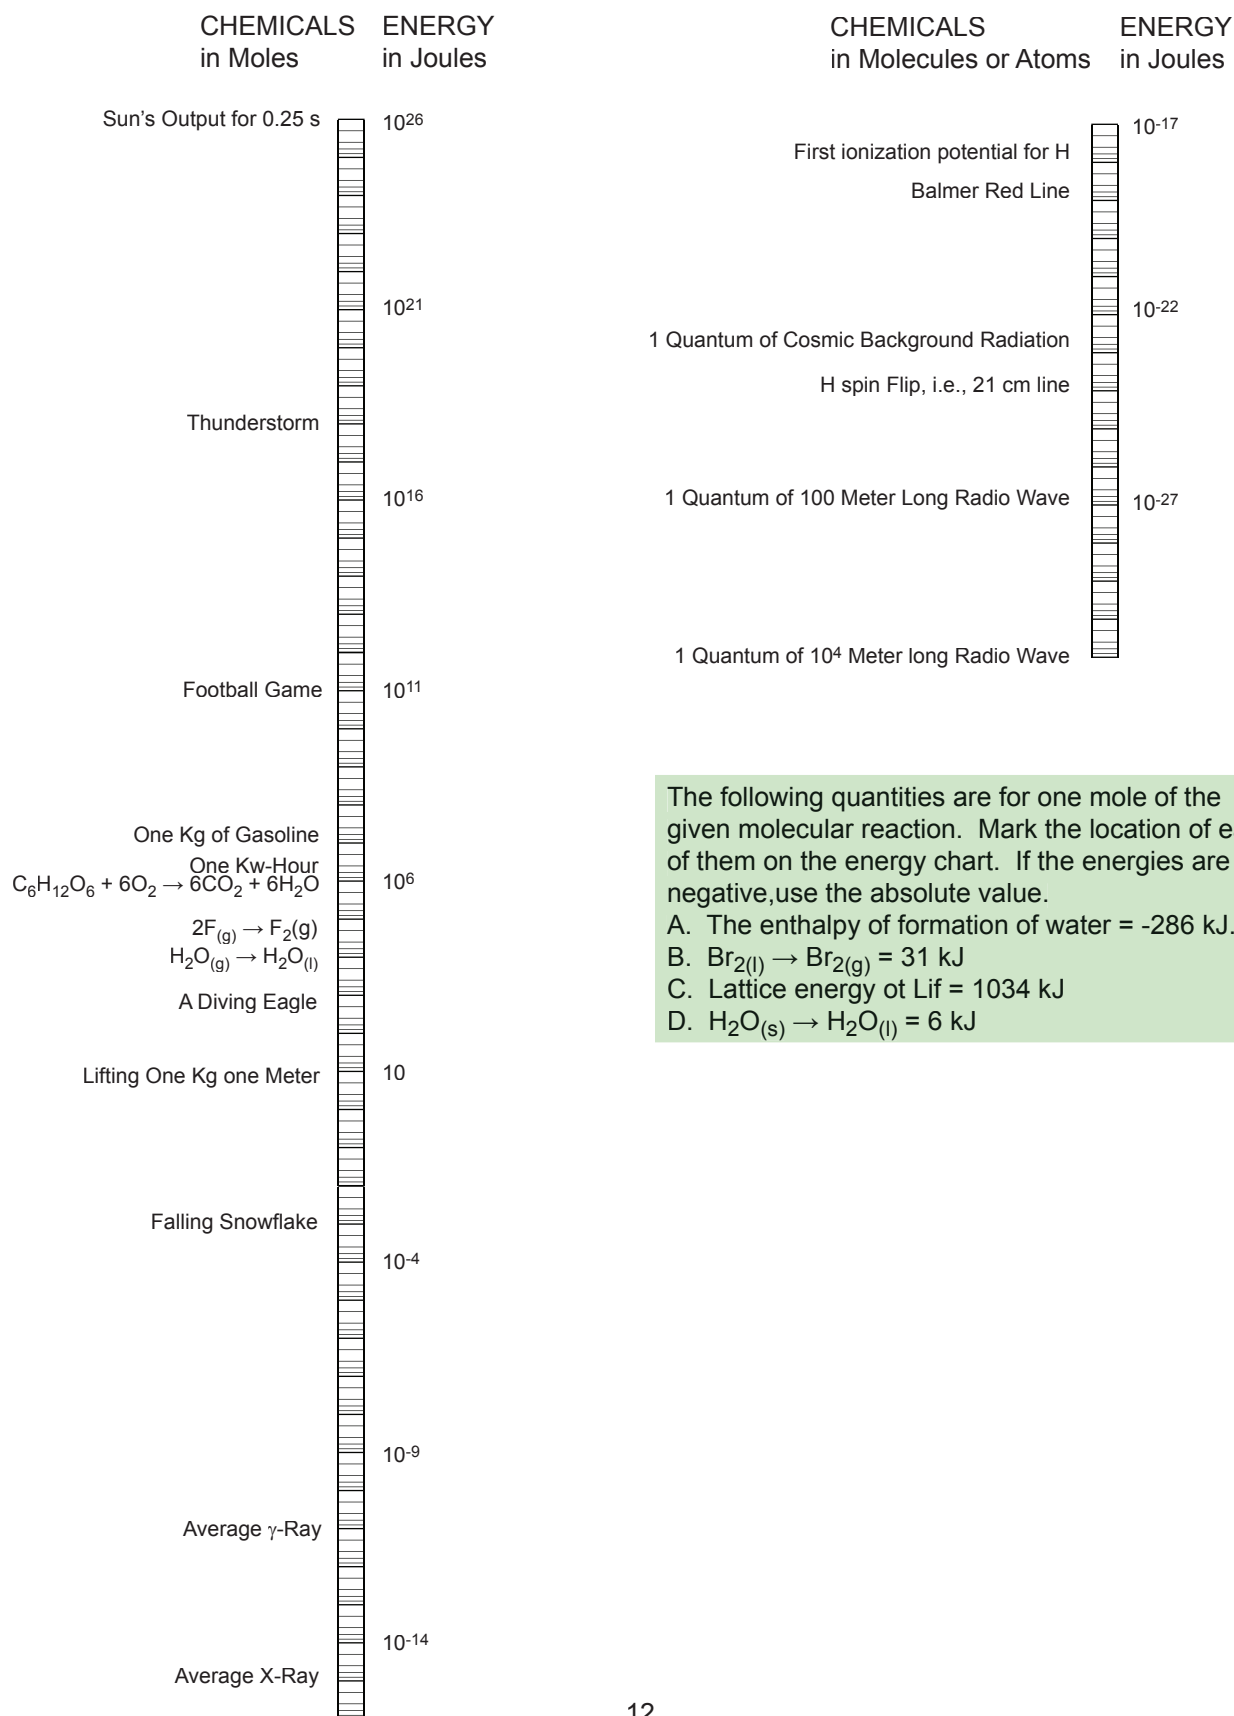 CHEMICALS ENERGY
in Moles in Joules
Sun's Output for 0.25 s 10²⁶
10²¹
Thunderstorm
10¹⁶
Football Game 10¹¹
One Kg of Gasoline
One Kw-Hour
C₆H₁₂O₆ + 6O₂ → 6CO₂ + 6H₂O 10⁶
2F₍g₎ → F₂(g)
H₂O₍g₎ → H₂O₍l₎
A Diving Eagle
Lifting One Kg one Meter 10
Falling Snowflake
10⁻⁴
10⁻⁹
Average γ-Ray
10⁻¹⁴
Average X-Ray
CHEMICALS ENERGY
in Molecules or Atoms in Joules
10⁻¹⁷
First ionization potential for H
Balmer Red Line
10⁻²²
1 Quantum of Cosmic Background Radiation
H spin Flip, i.e., 21 cm line
1 Quantum of 100 Meter Long Radio Wave 10⁻²⁷
1 Quantum of 10⁴ Meter long Radio Wave
The following quantities are for one mole of the
given molecular reaction. Mark the location of
of them on the energy chart. If the energies are
negative,use the absolute value.
A. The enthalpy of formation of water = -286 kJ.
B. Br₂₍l₎ → Br₂₍g₎ = 31 kJ
C. Lattice energy ot Lif = 1034 kJ
D. H₂O₍s₎ → H₂O₍l₎ = 6 kJ
12